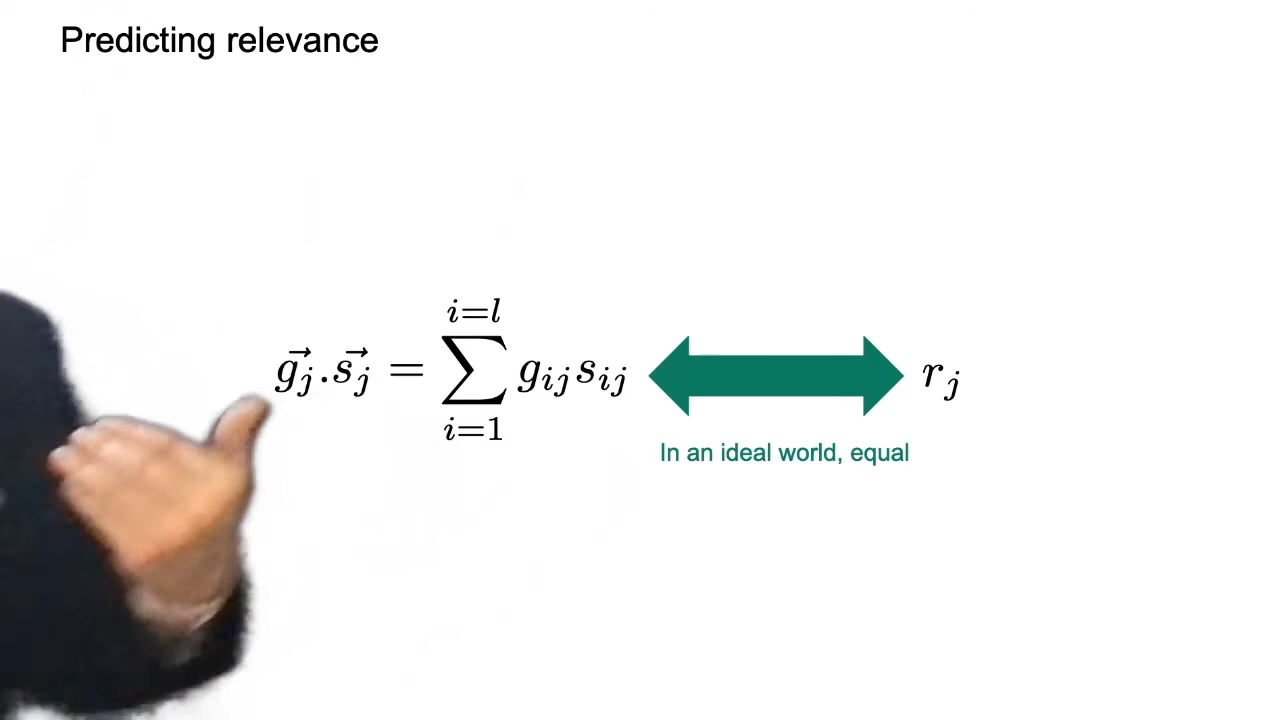 Predicting relevance
$\vec{g_j}.\vec{s_j} = \sum_{i=1}^{i=l} g_{ij}s_{ij}$ $r_j$
In an ideal world, equal